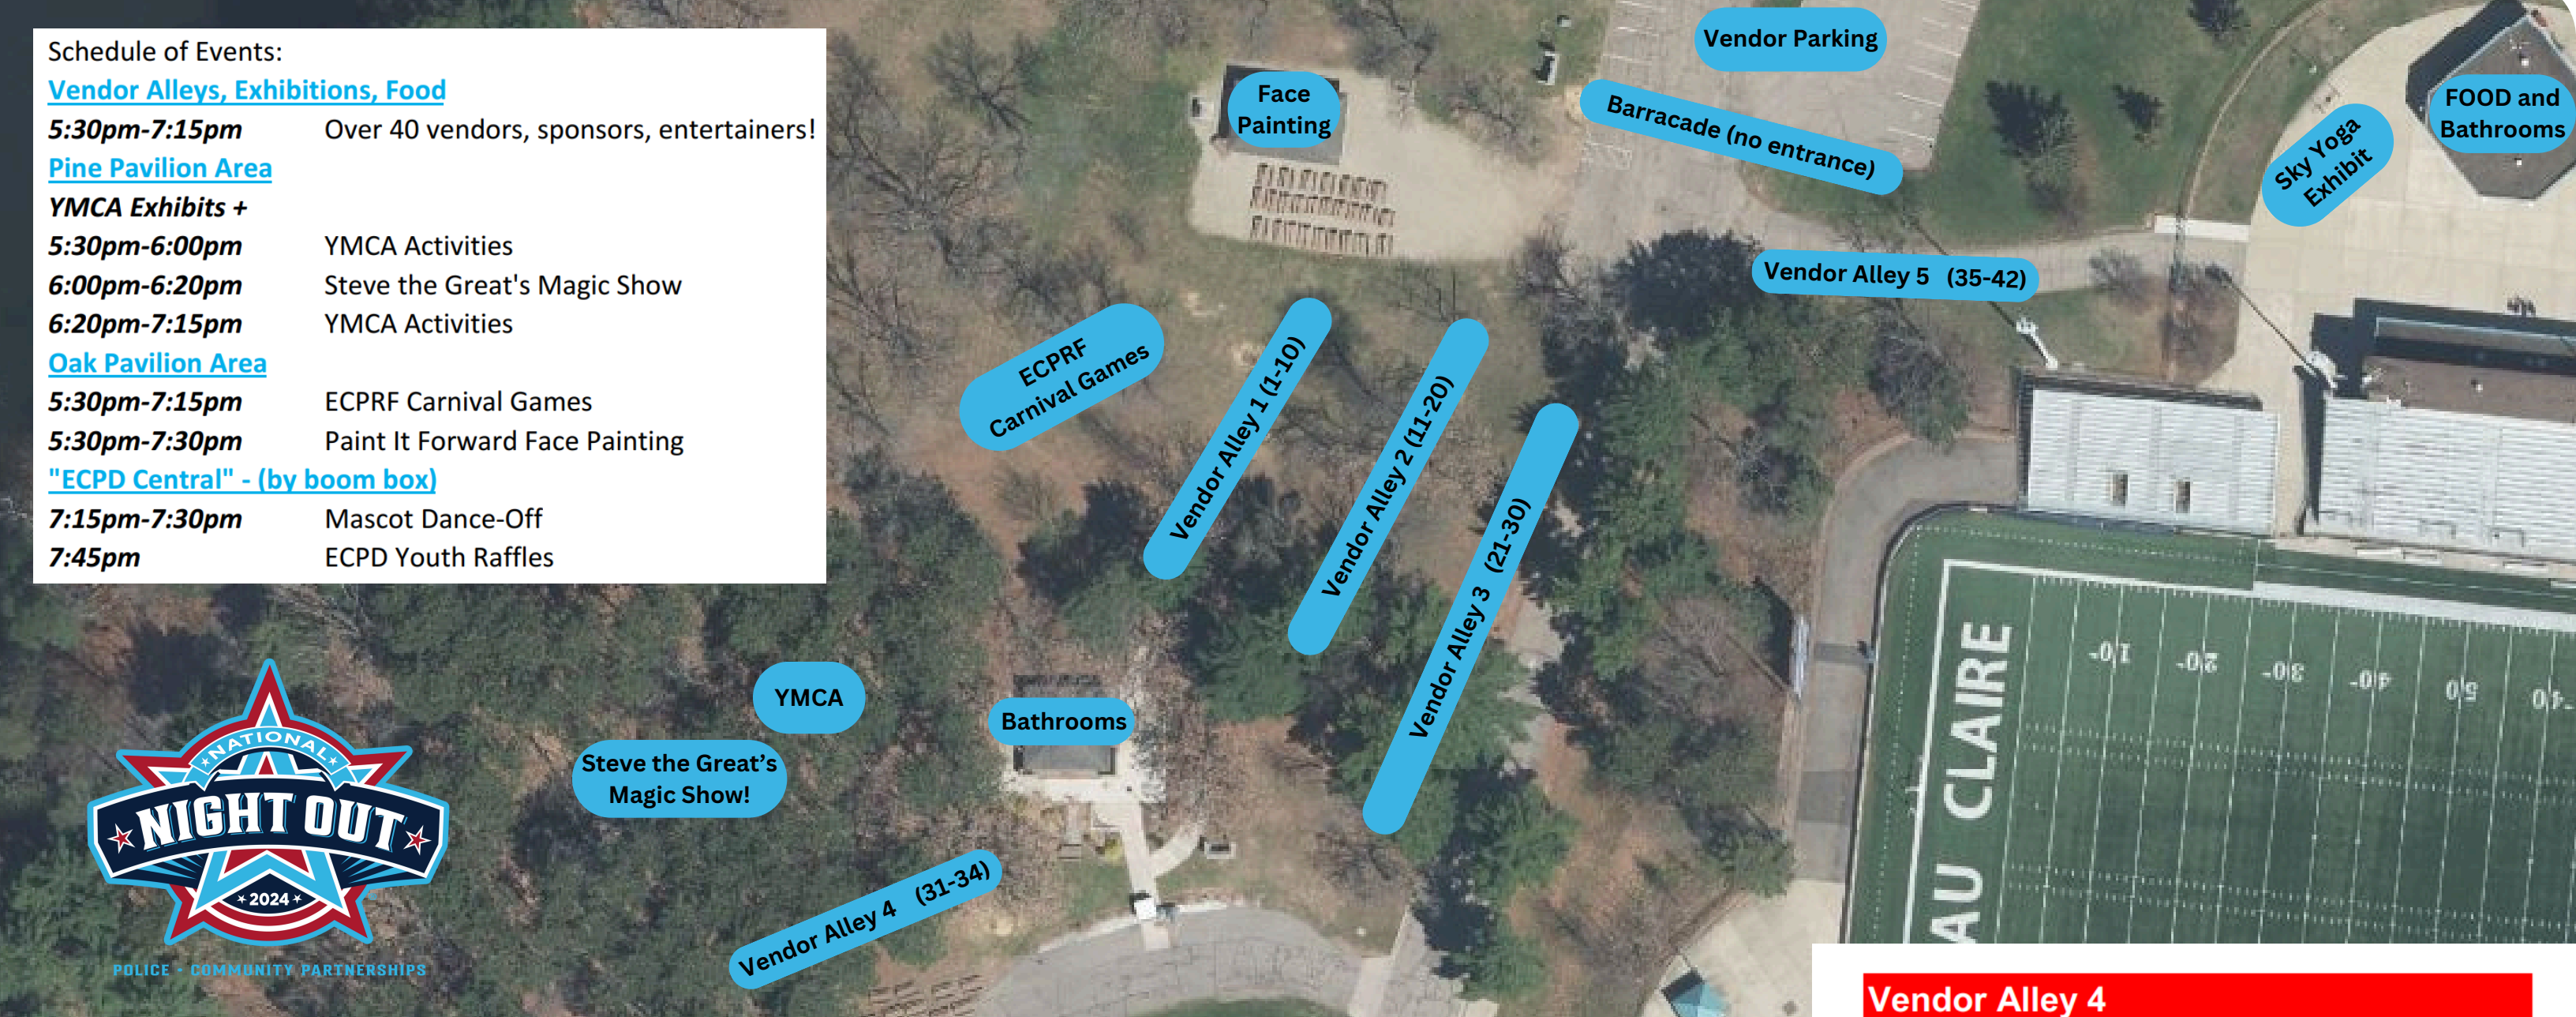 Schedule of Events:
Vendor Alleys, Exhibitions, Food
5:30pm-7:15pm Over 40 vendors, sponsors, entertainers!
Pine Pavilion Area
YMCA Exhibits +
5:30pm-6:00pm YMCA Activities
6:00pm-6:20pm Steve the Great's Magic Show
6:20pm-7:15pm YMCA Activities
Oak Pavilion Area
5:30pm-7:15pm ECPRF Carnival Games
5:30pm-7:30pm Paint It Forward Face Painting
"ECPD Central" - (by boom box)
7:15pm-7:30pm Mascot Dance-Off
7:45pm ECPD Youth Raffles
NATIONAL
NIGHT OUT
2024
POLICE - COMMUNITY PARTNERSHIPS
Face
Painting
Vendor Parking
Barracade (no entrance)
Sky Yoga
Exhibit
FOOD and
Bathrooms
Vendor Alley 5 (35-42)
ECPRF
Carnival Games
Vendor Alley 1 (1-10)
Vendor Alley 2 (11-20)
Vendor Alley 3 (21-30)
YMCA
Bathrooms
Steve the Great’s
Magic Show!
Vendor Alley 4 (31-34)
AU CLAIRE
10
20
30
40
50
40
Vendor Alley 4